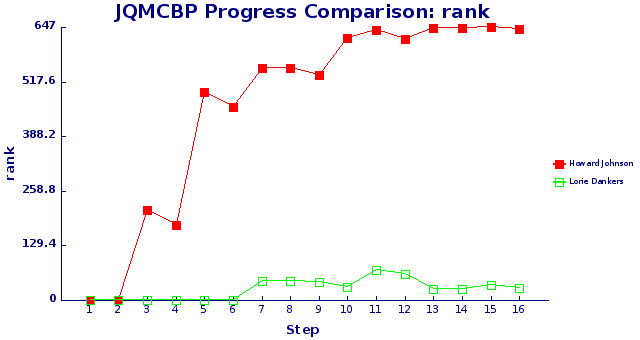 JQMCBP Progress Comparison: rank
647
517.6
388.2
258.8
129.4
0
rank
1 2 3 4 5 6 7 8 9 10 11 12 13 14 15 16
Step
Howard Johnson
Lorie Dankers